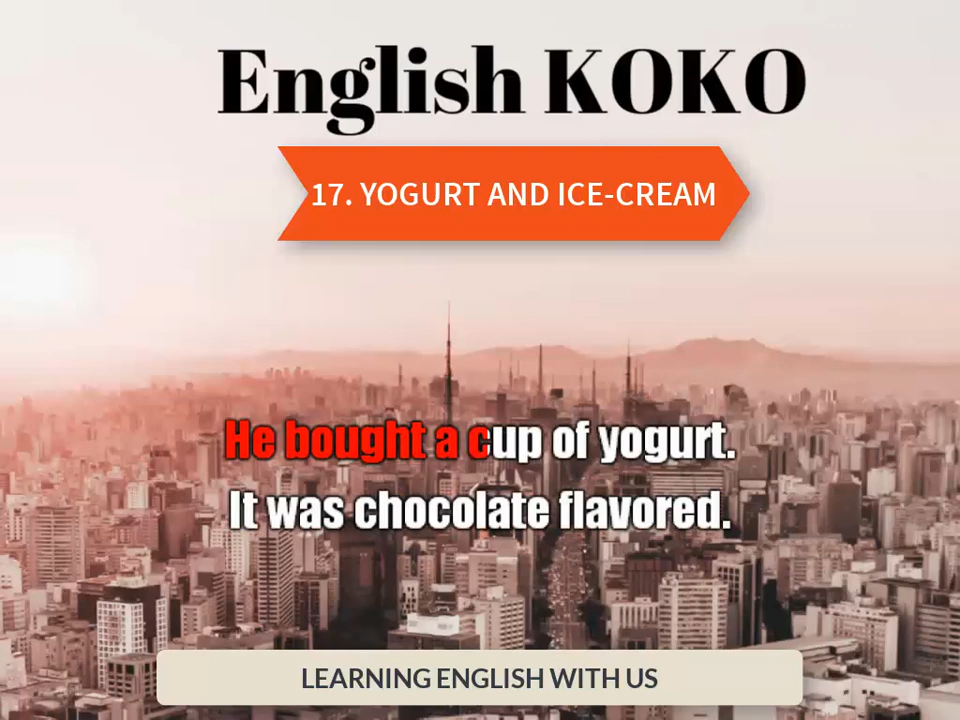 English KOKO
17. YOGURT AND ICE-CREAM
He bought a cup of yogurt.
It was chocolate flavored.
LEARNING ENGLISH WITH US